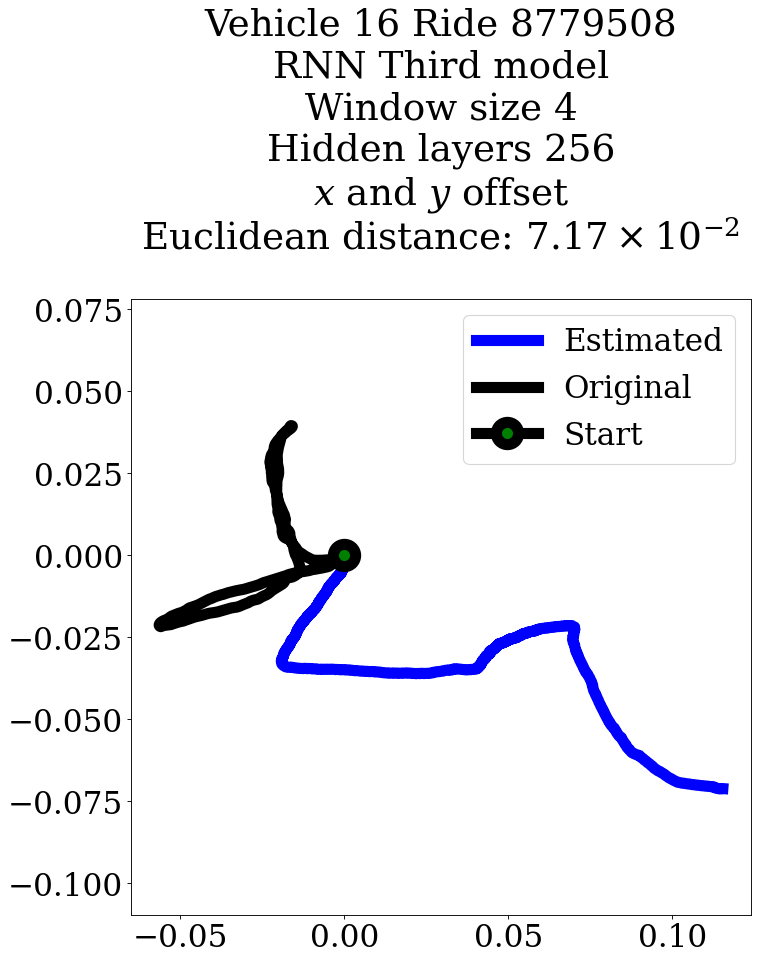 Vehicle 16 Ride 8779508
RNN Third model
Window size 4
Hidden layers 256
x and y offset
Euclidean distance: 7.17 × 10⁻²
Estimated
Original
Start
0.075
0.050
0.025
0.000
−0.025
−0.050
−0.075
−0.100
−0.05 0.00 0.05 0.10